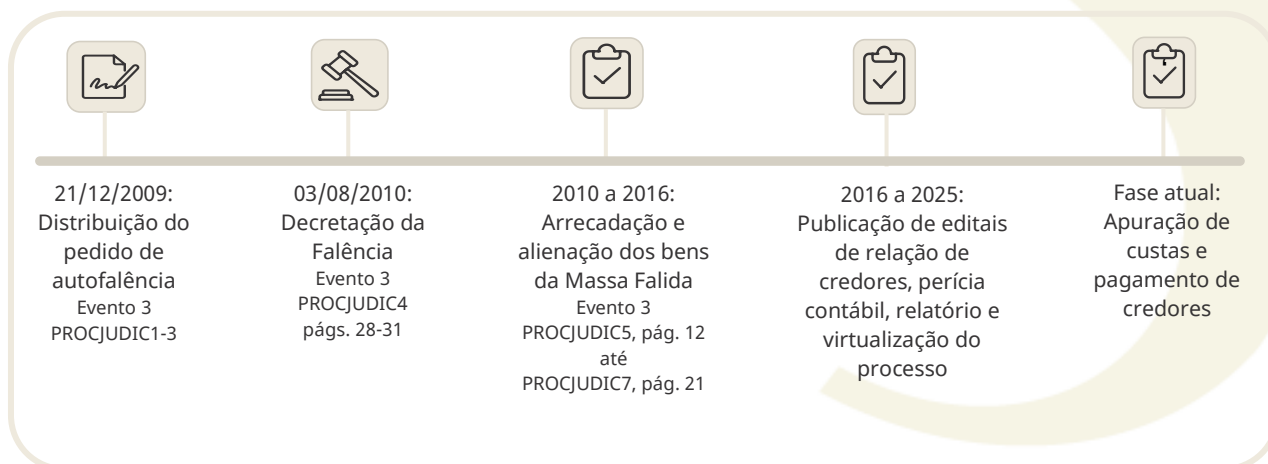 21/12/2009:
Distribuição do
pedido de
autofalência
Evento 3
PROCJUDIC1-3
03/08/2010:
Decretação da
Falência
Evento 3
PROCJUDIC4
págs. 28-31
2010 a 2016:
Arrecadação e
alienação dos bens
da Massa Falida
Evento 3
PROCJUDIC5, pág. 12
até
PROCJUDIC7, pág. 21
2016 a 2025:
Publicação de editais
de relação de
credores, perícia
contábil, relatório e
virtualização do
processo
Fase atual:
Apuração de
custas e
pagamento de
credores